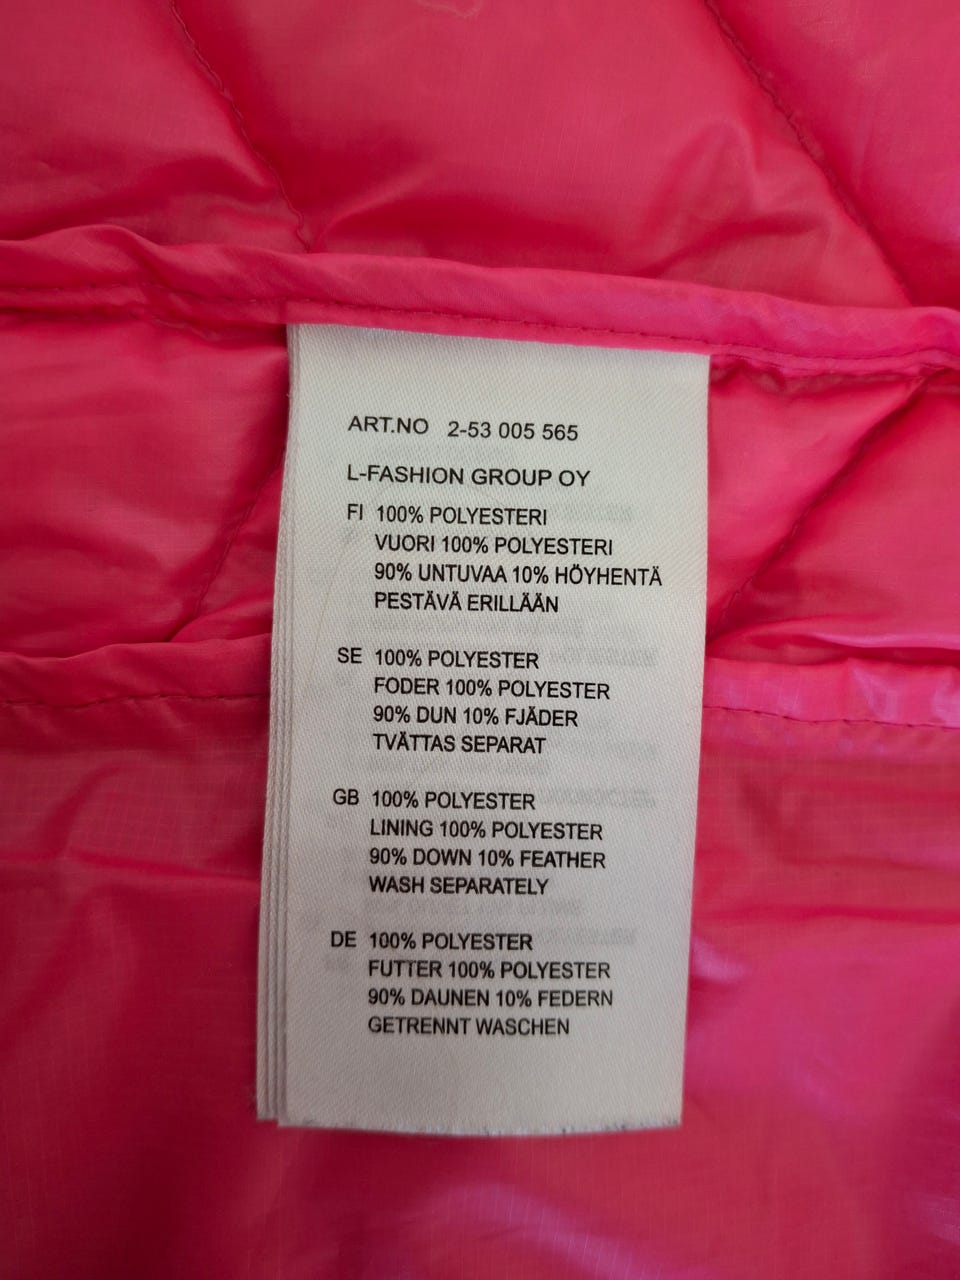 ART.NO 2-53 005 565
L-FASHION GROUP OY
FI 100% POLYESTERI
VUORI 100% POLYESTERI
90% UNTUVAA 10% HÖYHENTÄ
PESTÄVÄ ERILLÄÄN
SE 100% POLYESTER
FODER 100% POLYESTER
90% DUN 10% FJÄDER
TVÄTTAS SEPARAT
GB 100% POLYESTER
LINING 100% POLYESTER
90% DOWN 10% FEATHER
WASH SEPARATELY
DE 100% POLYESTER
FUTTER 100% POLYESTER
90% DAUNEN 10% FEDERN
GETRENNT WASCHEN